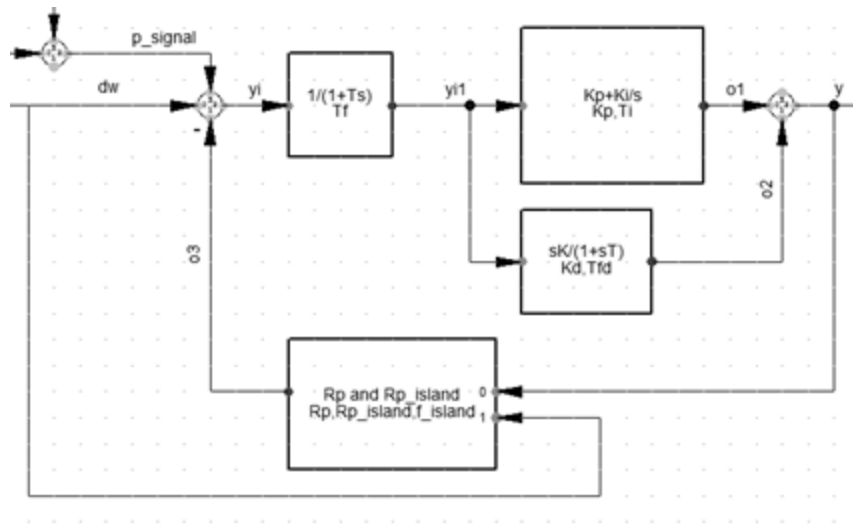 p_signal
dw
yi
1/(1+Ts)
Tf
yi1
Kp+Ki/s
Kp,Ti
o1
y
-
o2
sK/(1+sT)
Kd,Tfd
o3
Rp and Rp_island
Rp,Rp_island,f_island
0
1